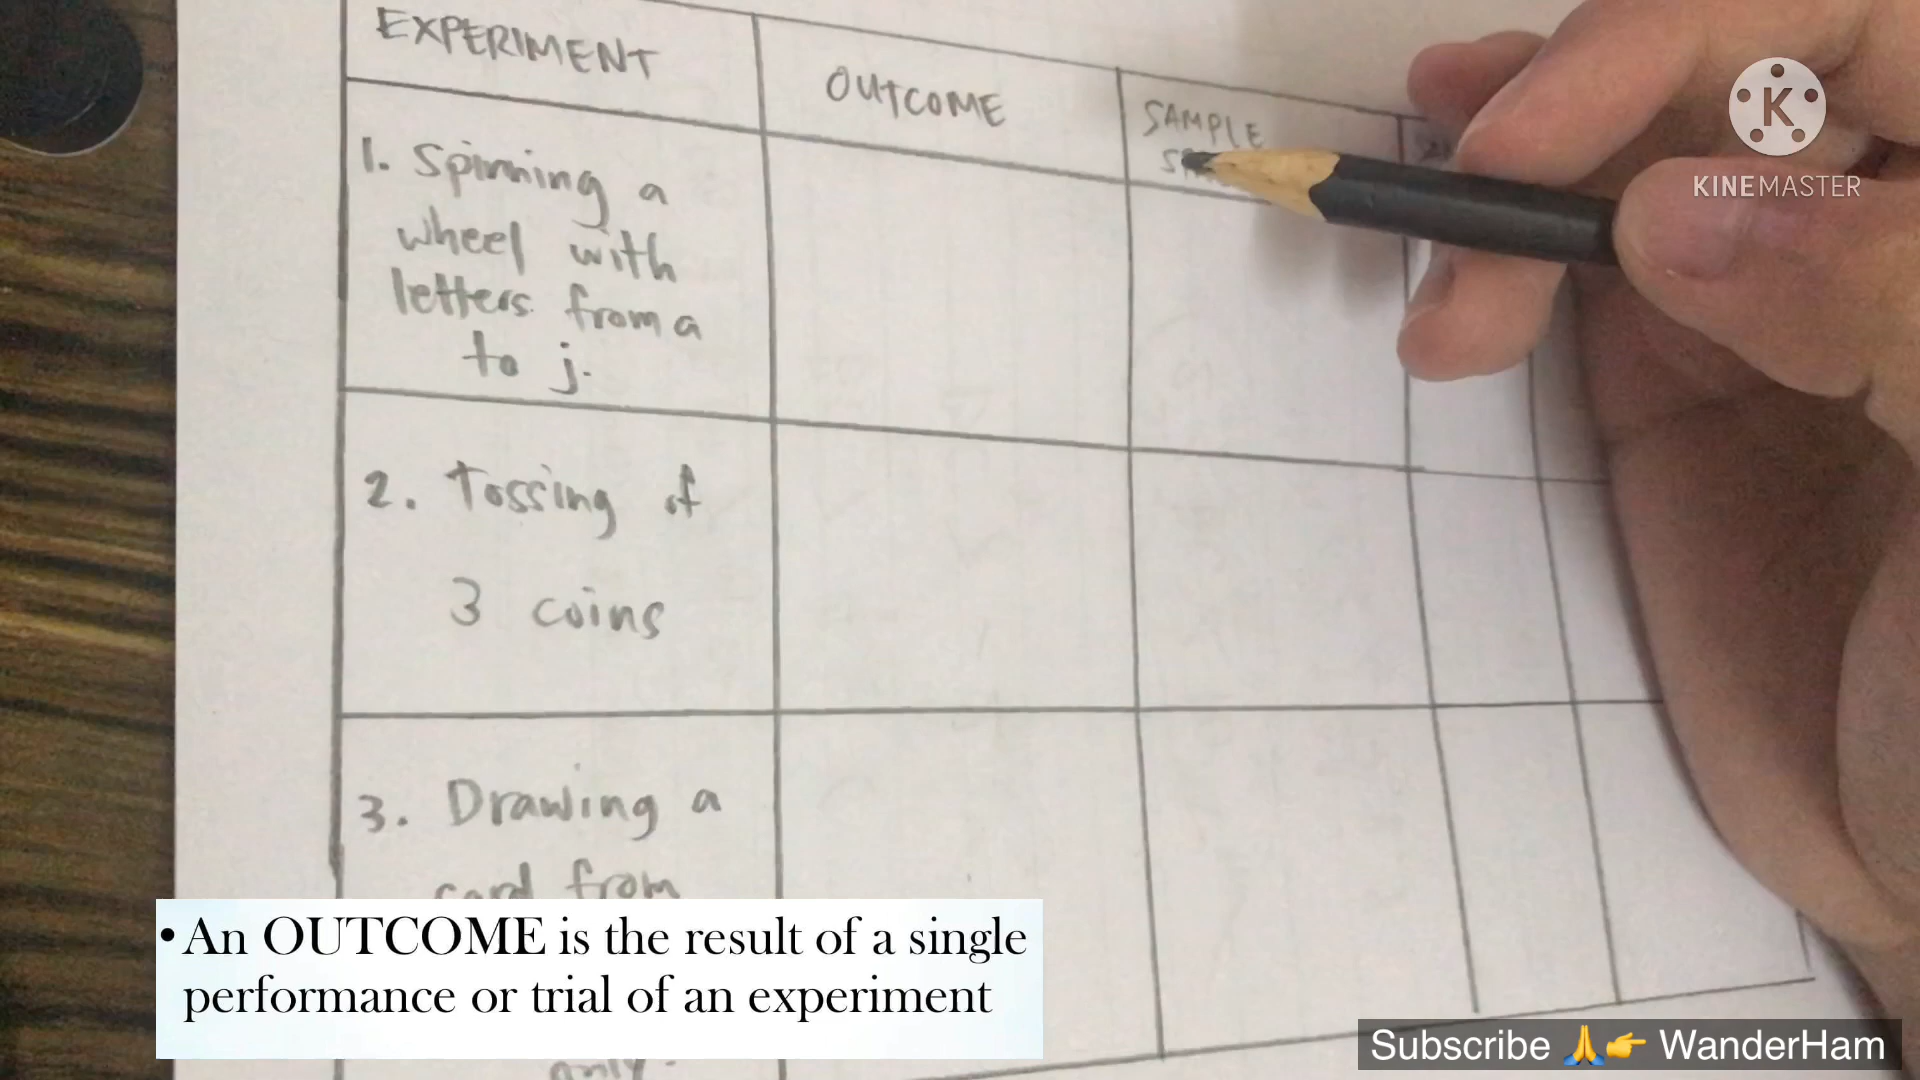 EXPERIMENT
OUTCOME
SAMPLE
1. Spinning a
wheel with
letters from a
to j.
2. Tossing of
3 coins
3. Drawing a
card from
only.
• An OUTCOME is the result of a single
performance or trial of an experiment
KINEMASTER
Subscribe 🙏👉 WanderHam